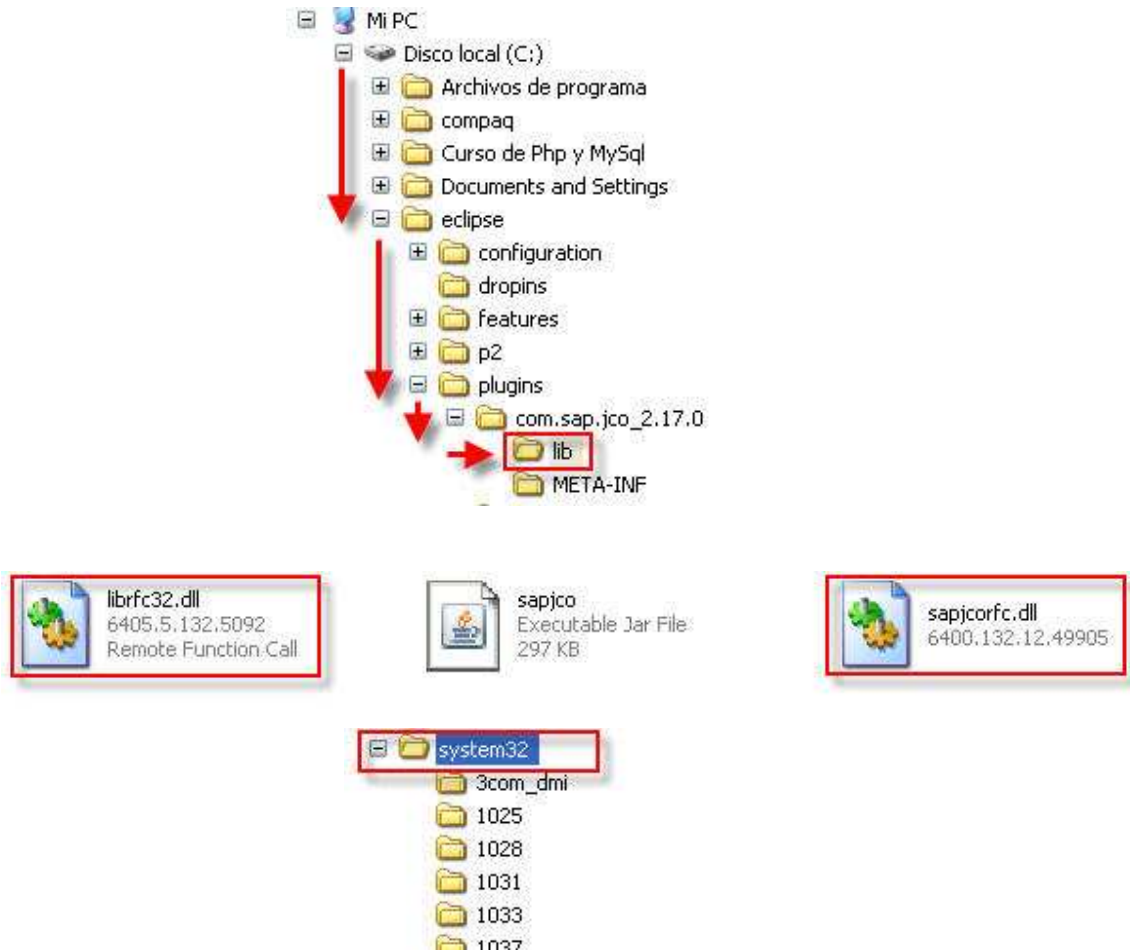 Mi PC
Disco local (C:)
Archivos de programa
compaq
Curso de Php y MySql
Documents and Settings
eclipse
configuration
dropins
features
p2
plugins
com.sap.jco_2.17.0
lib
META-INF
librfc32.dll
6405.5.132.5092
Remote Function Call
sapjco
Executable Jar File
297 KB
sapjcorfc.dll
6400.132.12.49905
system32
3com_dmi
1025
1028
1031
1033
1037